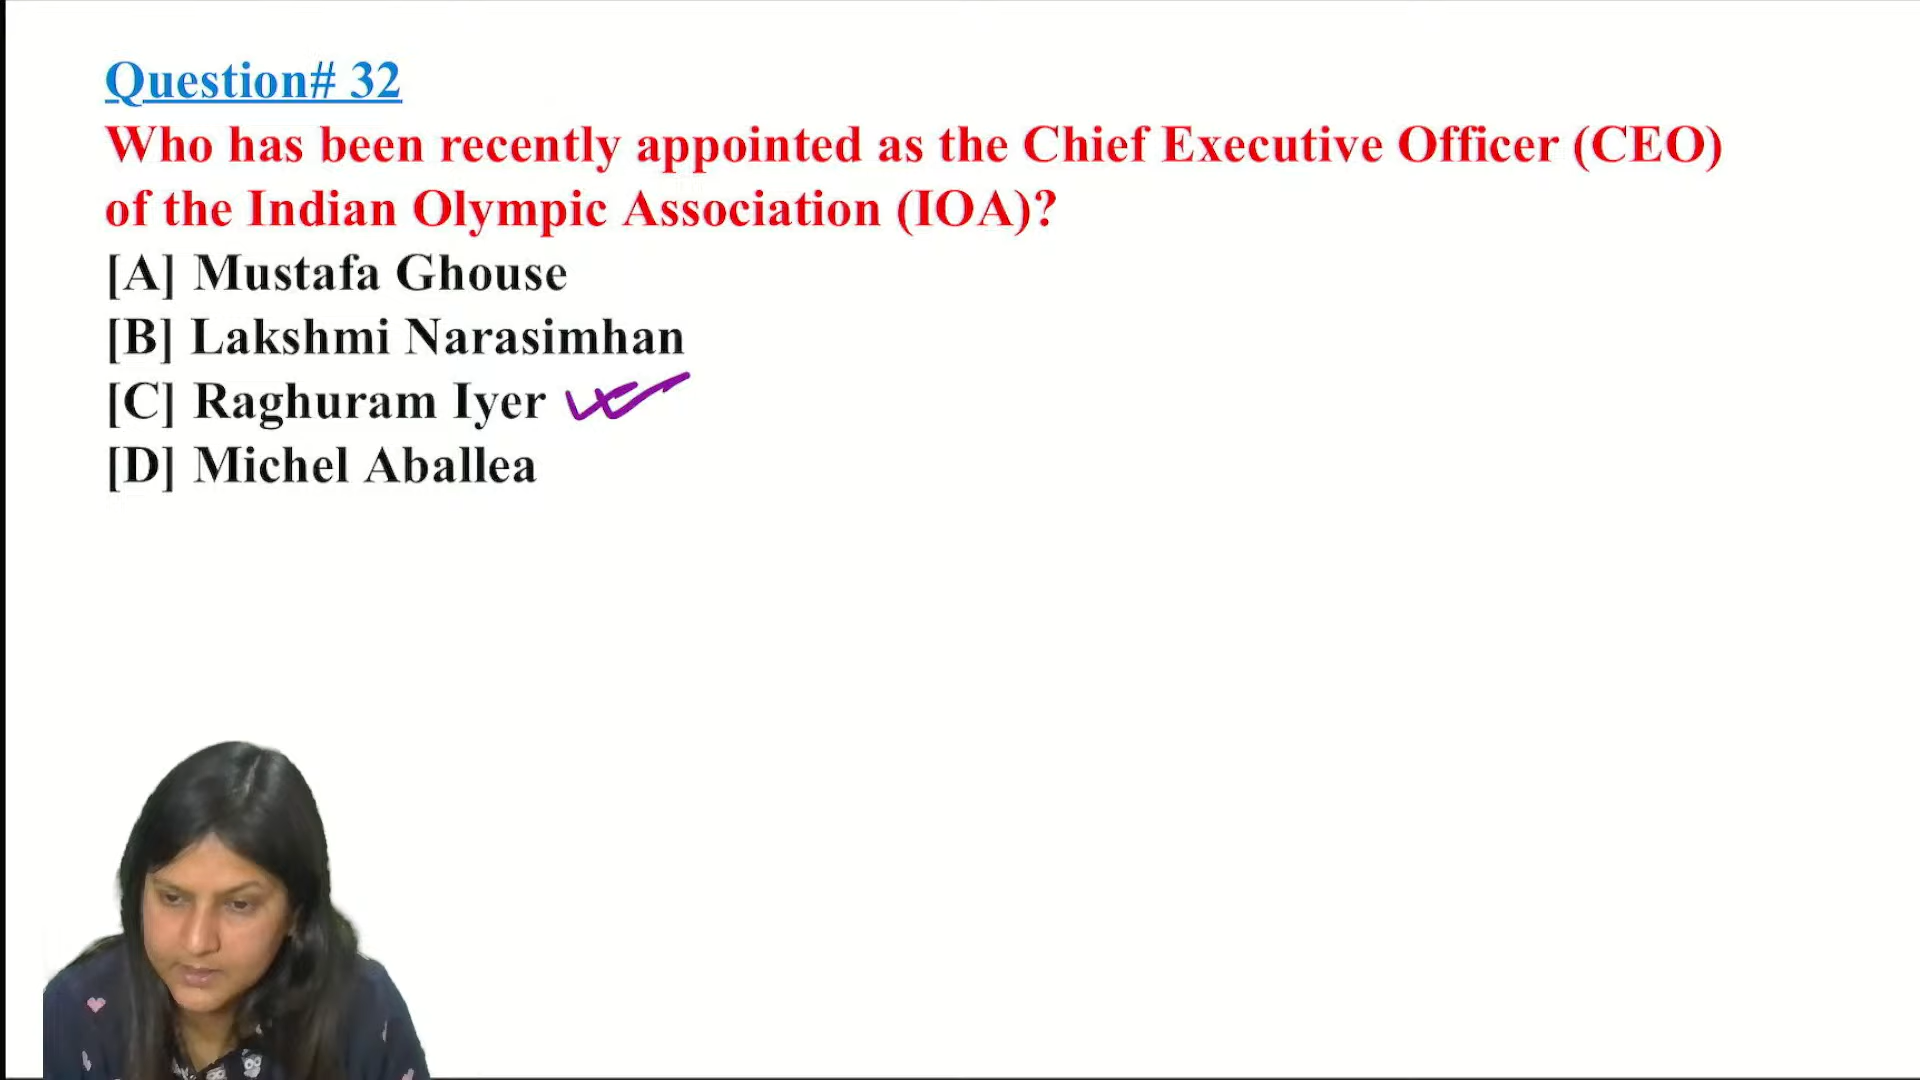 Question# 32
Who has been recently appointed as the Chief Executive Officer (CEO)
of the Indian Olympic Association (IOA)?
[A] Mustafa Ghouse
[B] Lakshmi Narasimhan
[C] Raghuram Iyer
[D] Michel Aballea